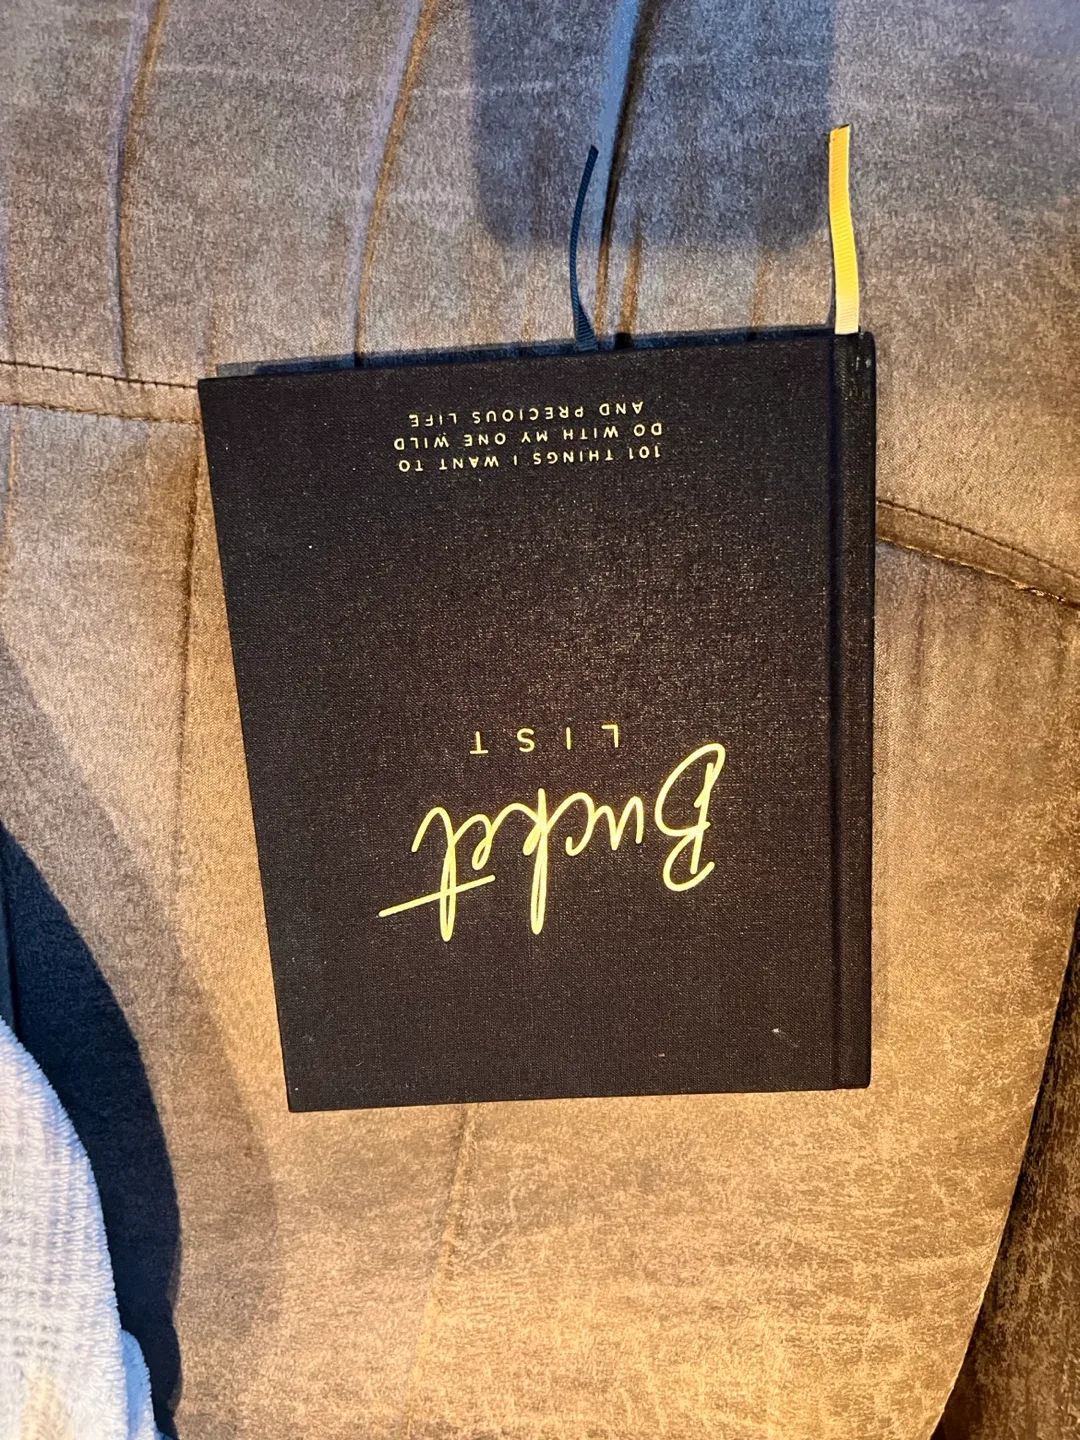 Bucket
LIST
101 THINGS I WANT TO
DO WITH MY ONE WILD
AND PRECIOUS LIFE